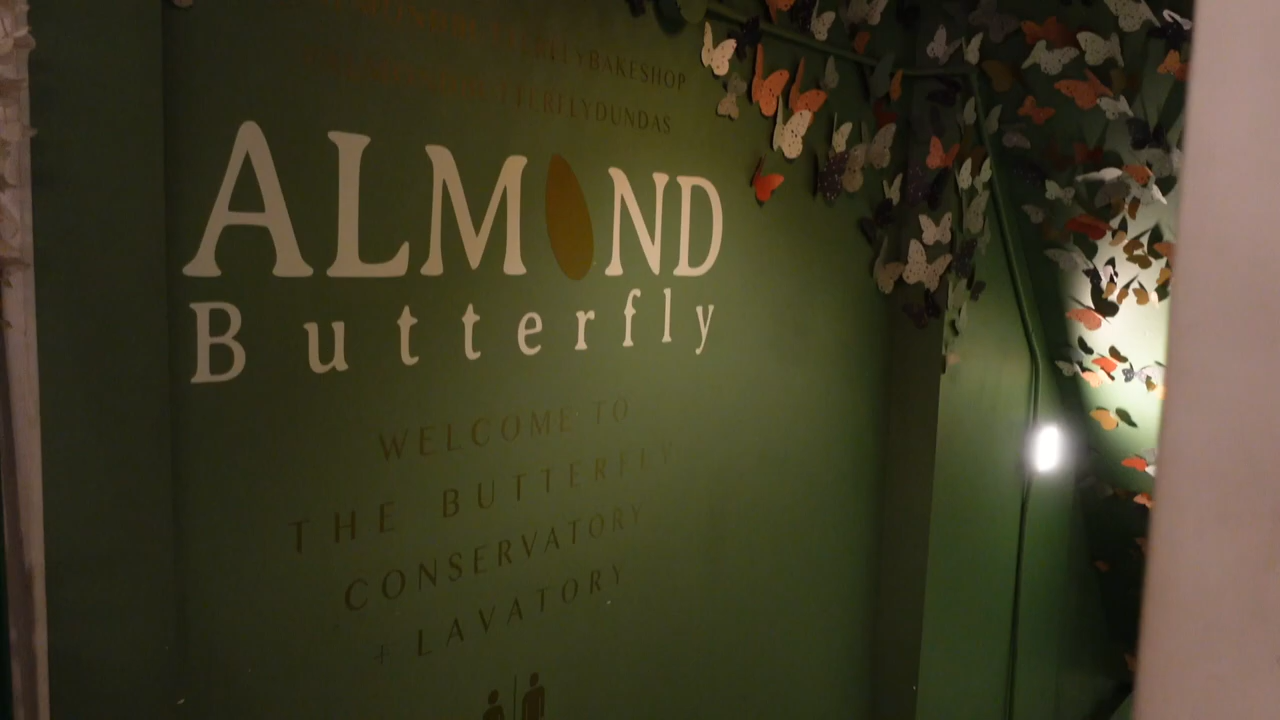 ALMOND
Butterfly
WELCOME TO
THE BUTTERFLY
CONSERVATORY
+ LAVATORY